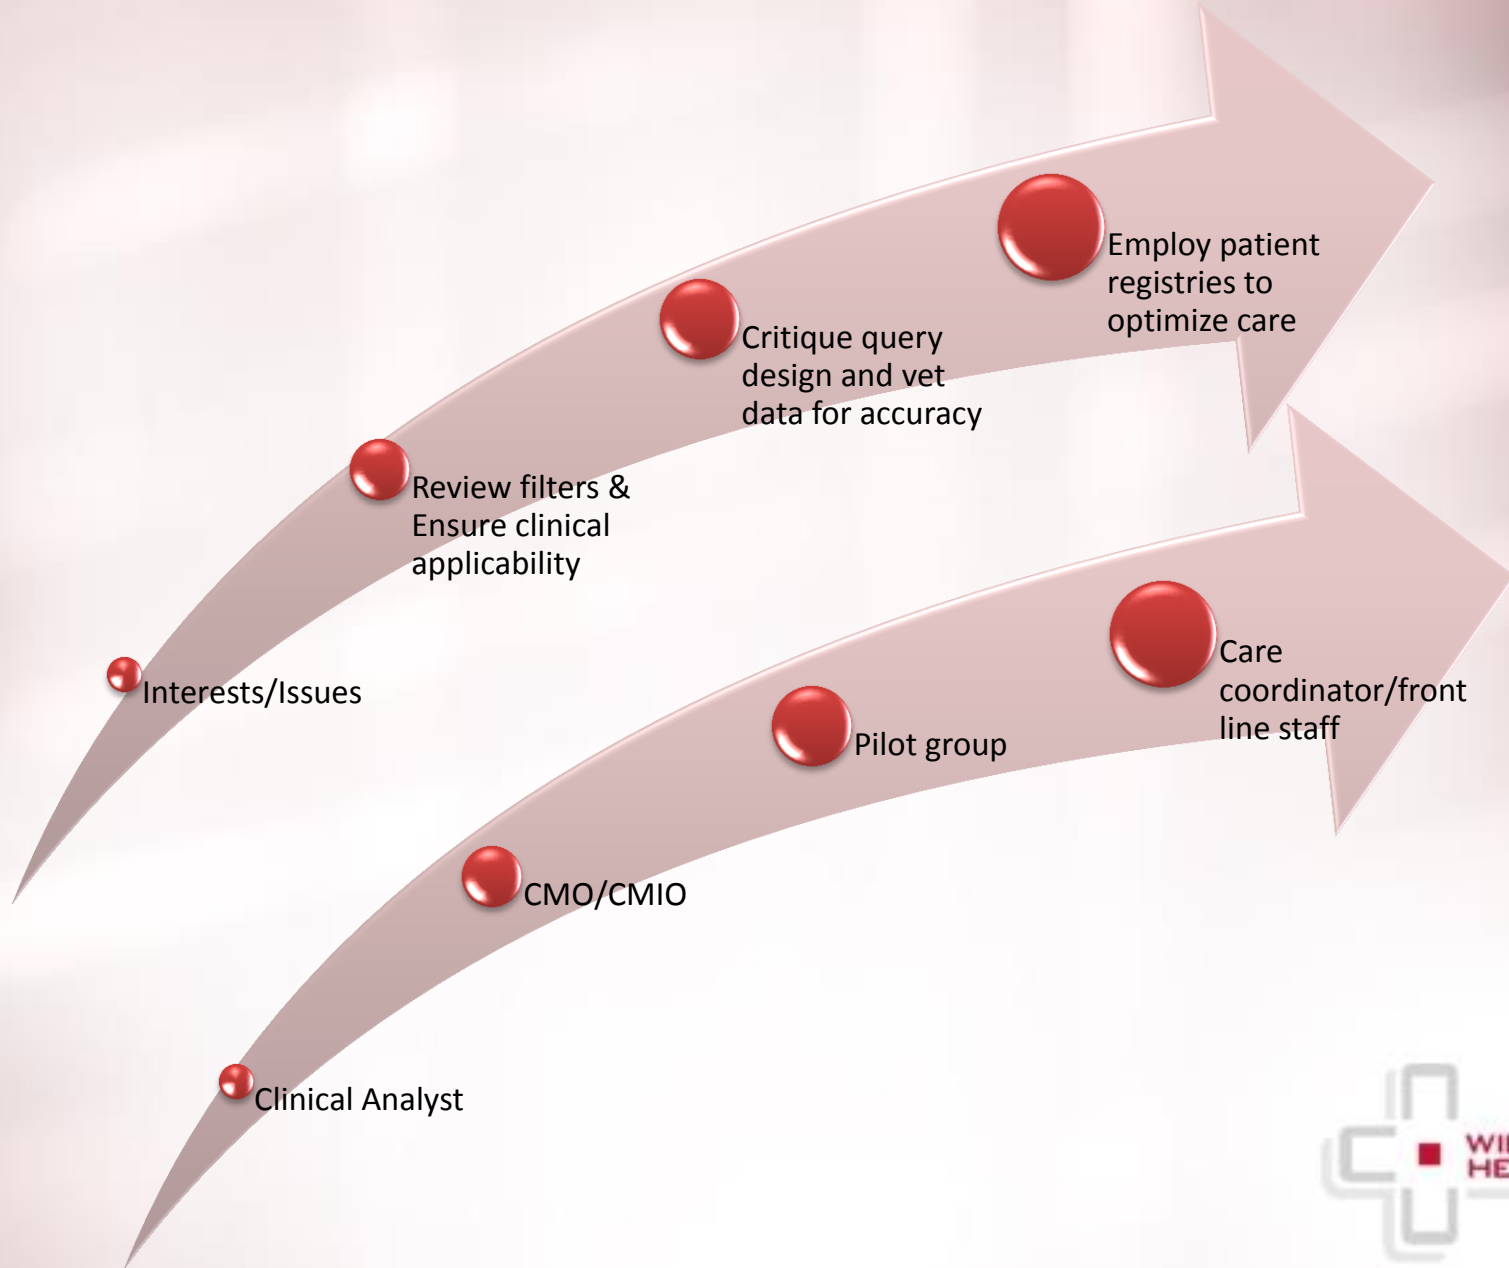 Employ patient
registries to
optimize care
Critique query
design and vet
data for accuracy
Review filters &
Ensure clinical
applicability
Interests/Issues
Care
coordinator/front
line staff
Pilot group
CMO/CMIO
Clinical Analyst